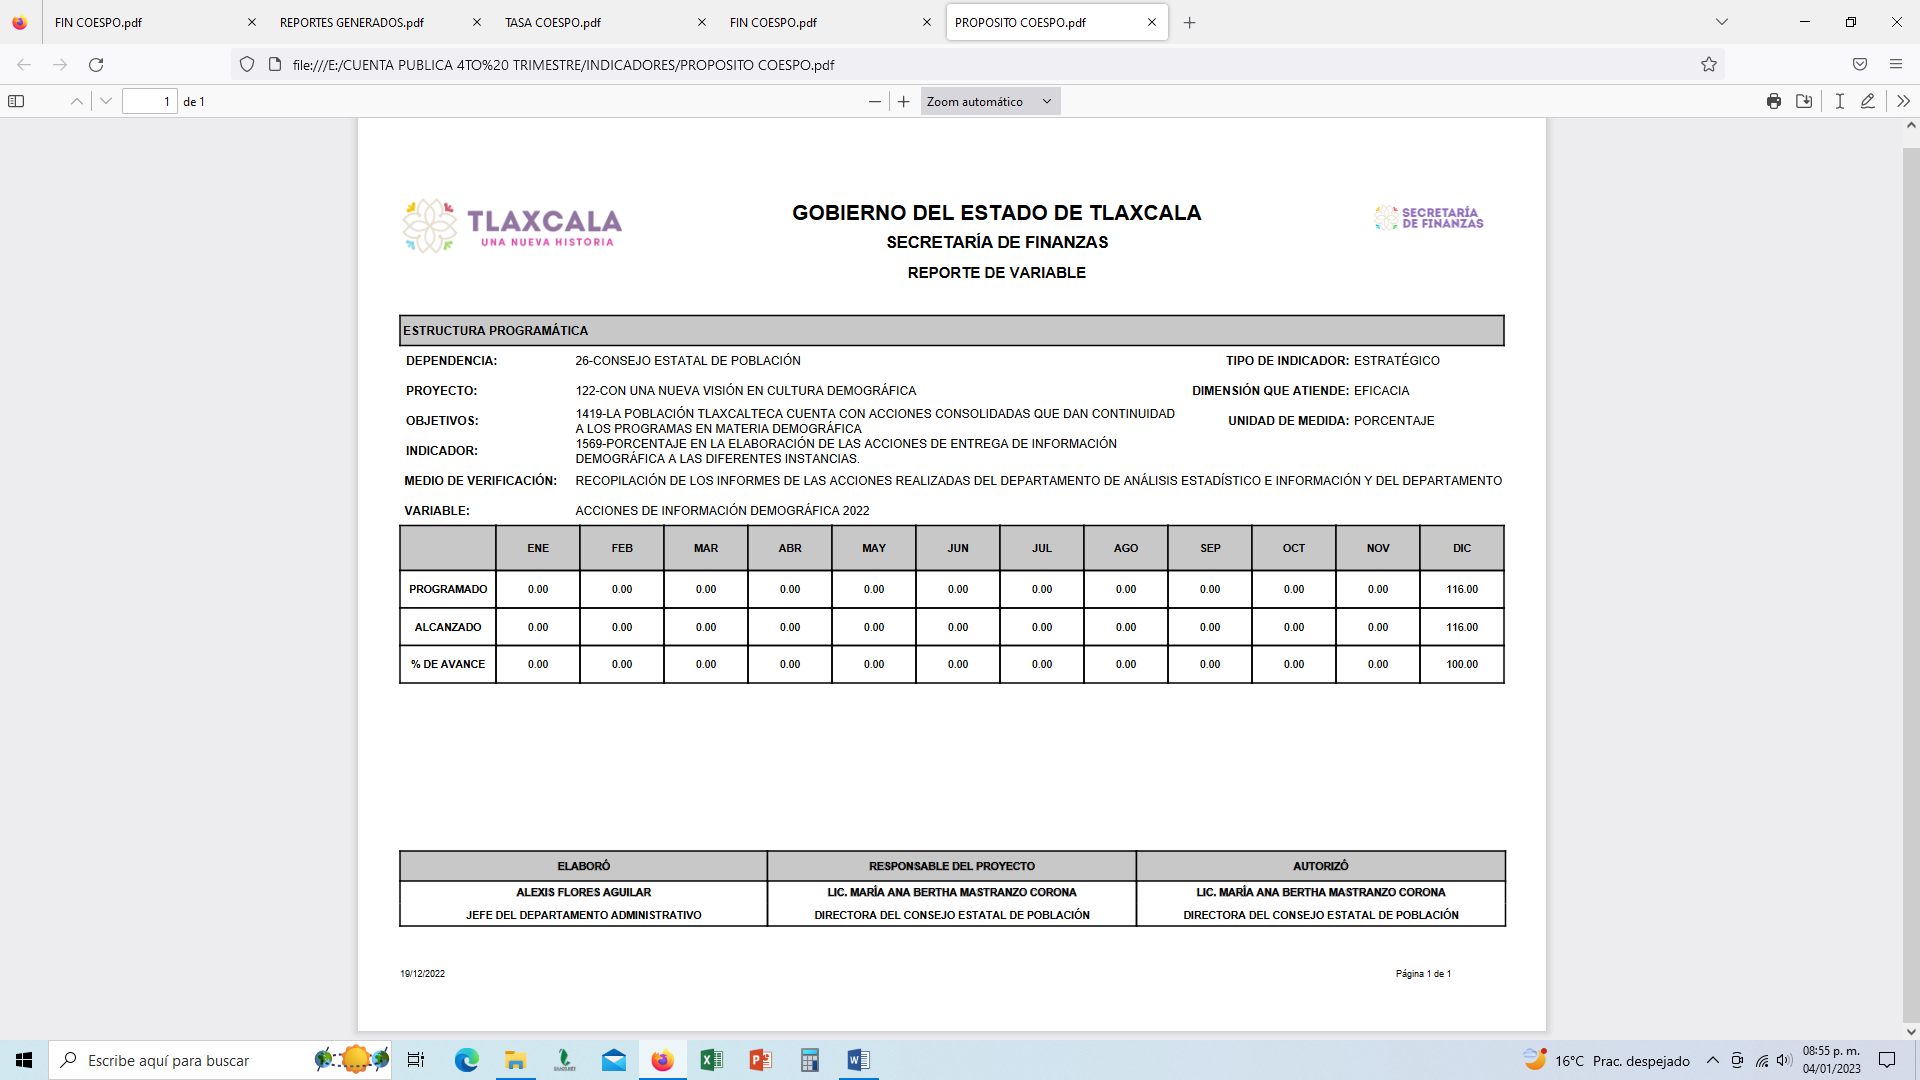 FIN COESPO.pdf
REPORTES GENERADOS.pdf
TASA COESPO.pdf
FIN COESPO.pdf
PROPOSITO COESPO.pdf
file:///E:/CUENTA PUBLICA 4TO%20 TRIMESTRE/INDICADORES/PROPOSITO COESPO.pdf
1 de 1
Zoom automático
TLAXCALA
UNA NUEVA HISTORIA
GOBIERNO DEL ESTADO DE TLAXCALA
SECRETARÍA DE FINANZAS
REPORTE DE VARIABLE
SECRETARÍA
DE FINANZAS
ESTRUCTURA PROGRAMÁTICA
DEPENDENCIA: 26-CONSEJO ESTATAL DE POBLACIÓN TIPO DE INDICADOR: ESTRATÉGICO
PROYECTO: 122-CON UNA NUEVA VISIÓN EN CULTURA DEMOGRÁFICA DIMENSIÓN QUE ATIENDE: EFICACIA
OBJETIVOS: 1419-LA POBLACIÓN TLAXCALTECA CUENTA CON ACCIONES CONSOLIDADAS QUE DAN CONTINUIDAD
A LOS PROGRAMAS EN MATERIA DEMOGRÁFICA
UNIDAD DE MEDIDA: PORCENTAJE
INDICADOR: 1569-PORCENTAJE EN LA ELABORACIÓN DE LAS ACCIONES DE ENTREGA DE INFORMACIÓN
DEMOGRÁFICA A LAS DIFERENTES INSTANCIAS.
MEDIO DE VERIFICACIÓN: RECOPILACIÓN DE LOS INFORMES DE LAS ACCIONES REALIZADAS DEL DEPARTAMENTO DE ANÁLISIS ESTADÍSTICO E INFORMACIÓN Y DEL DEPARTAMENTO
VARIABLE: ACCIONES DE INFORMACIÓN DEMOGRÁFICA 2022
ENE FEB MAR ABR MAY JUN JUL AGO SEP OCT NOV DIC
PROGRAMADO 0.00 0.00 0.00 0.00 0.00 0.00 0.00 0.00 0.00 0.00 0.00 116.00
ALCANZADO 0.00 0.00 0.00 0.00 0.00 0.00 0.00 0.00 0.00 0.00 0.00 116.00
% DE AVANCE 0.00 0.00 0.00 0.00 0.00 0.00 0.00 0.00 0.00 0.00 0.00 100.00
ELABORÓ RESPONSABLE DEL PROYECTO AUTORIZÓ
ALEXIS FLORES AGUILAR LIC. MARÍA ANA BERTHA MASTRANZO CORONA LIC. MARÍA ANA BERTHA MASTRANZO CORONA
JEFE DEL DEPARTAMENTO ADMINISTRATIVO DIRECTORA DEL CONSEJO ESTATAL DE POBLACIÓN DIRECTORA DEL CONSEJO ESTATAL DE POBLACIÓN
19/12/2022 Página 1 de 1
Escribe aquí para buscar
16°C Prac. despejado
08:55 p. m.
04/01/2023